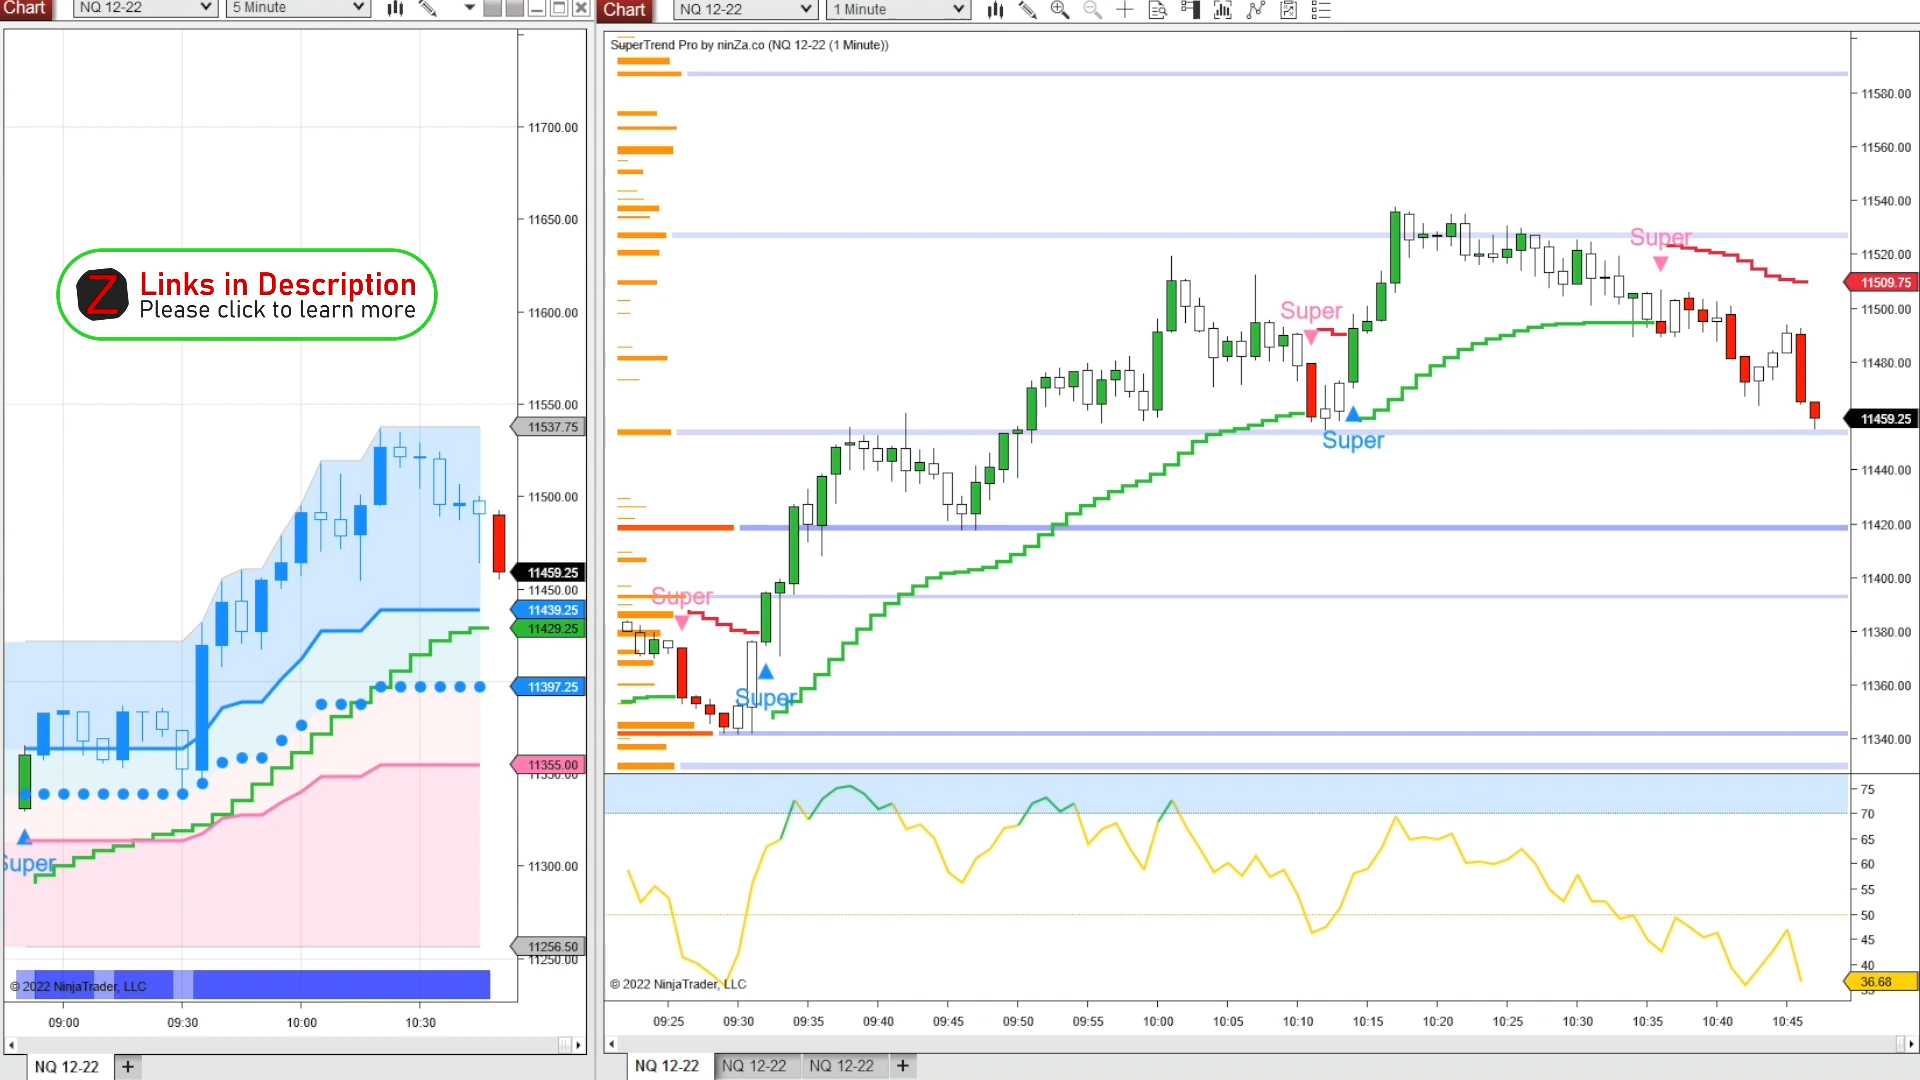 Chart
NQ 12-22
5 Minute
11700.00
11650.00
11600.00
11550.00
11537.75
11500.00
11459.25
11450.00
11439.25
11429.25
11397.25
11355.00
11300.00
11256.50
11250.00
Links in Description
Please click to learn more
Super
© 2022 NinjaTrader, LLC
09:00
09:30
10:00
10:30
NQ 12-22
+
Chart
NQ 12-22
1 Minute
SuperTrend Pro by ninZa.co (NQ 12-22 (1 Minute))
11580.00
11560.00
11540.00
11520.00
11509.75
11500.00
11480.00
11459.25
11440.00
11420.00
11400.00
11380.00
11360.00
11340.00
Super
Super
Super
Super
Super
75
70
65
60
55
50
45
40
36.68
© 2022 NinjaTrader, LLC
09:25
09:30
09:35
09:40
09:45
09:50
09:55
10:00
10:05
10:10
10:15
10:20
10:25
10:30
10:35
10:40
10:45
NQ 12-22
NQ 12-22
NQ 12-22
+